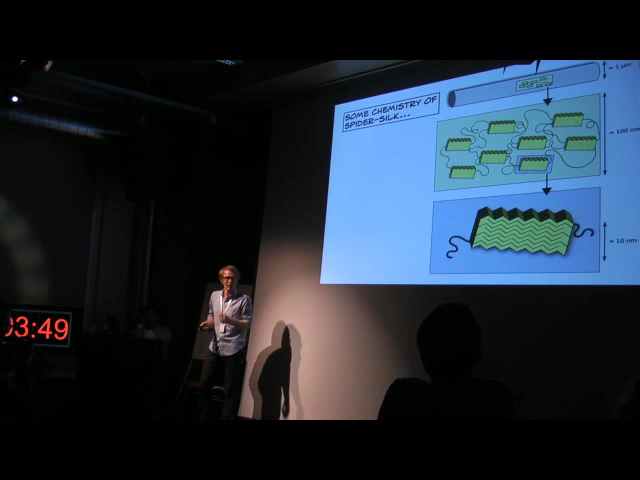 SOME CHEMISTRY OF
SPIDER-SILK...
≈ 1 µm
≈ 100 nm
≈ 10 nm
03:49